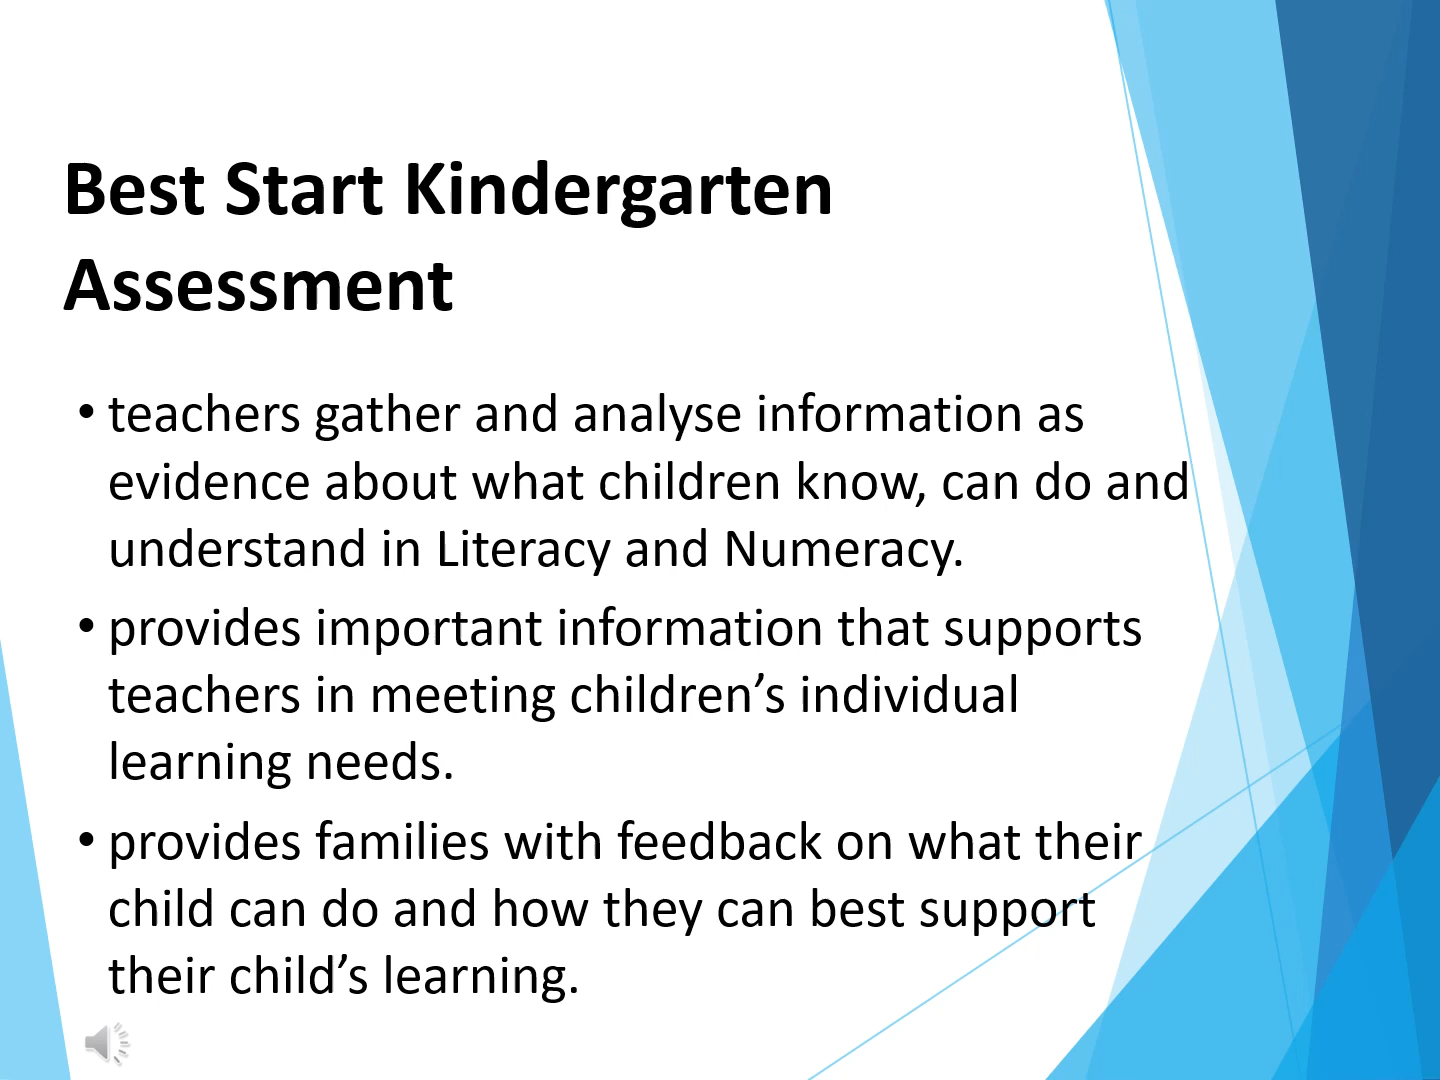 Best Start Kindergarten
Assessment
• teachers gather and analyse information as
evidence about what children know, can do and
understand in Literacy and Numeracy.
• provides important information that supports
teachers in meeting children’s individual
learning needs.
• provides families with feedback on what their
child can do and how they can best support
their child’s learning.